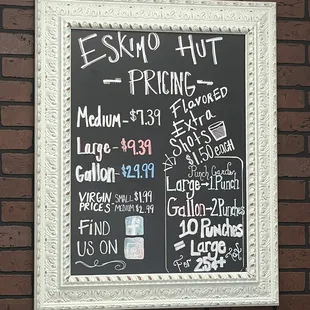 ESKIMO HUT
- PRICING -
Medium - $7.39
Large - $9.39
Gallon - $29.99
VIRGIN PRICES
SMALL $1.99
MEDIUM $2.99
FIND
US ON
FLAVORED
Extra
Shots
$1.50 each
Punch Cards
Large → 1 Punch
Gallon - 2 Punches
10 Punches
= Large
For 25¢ +